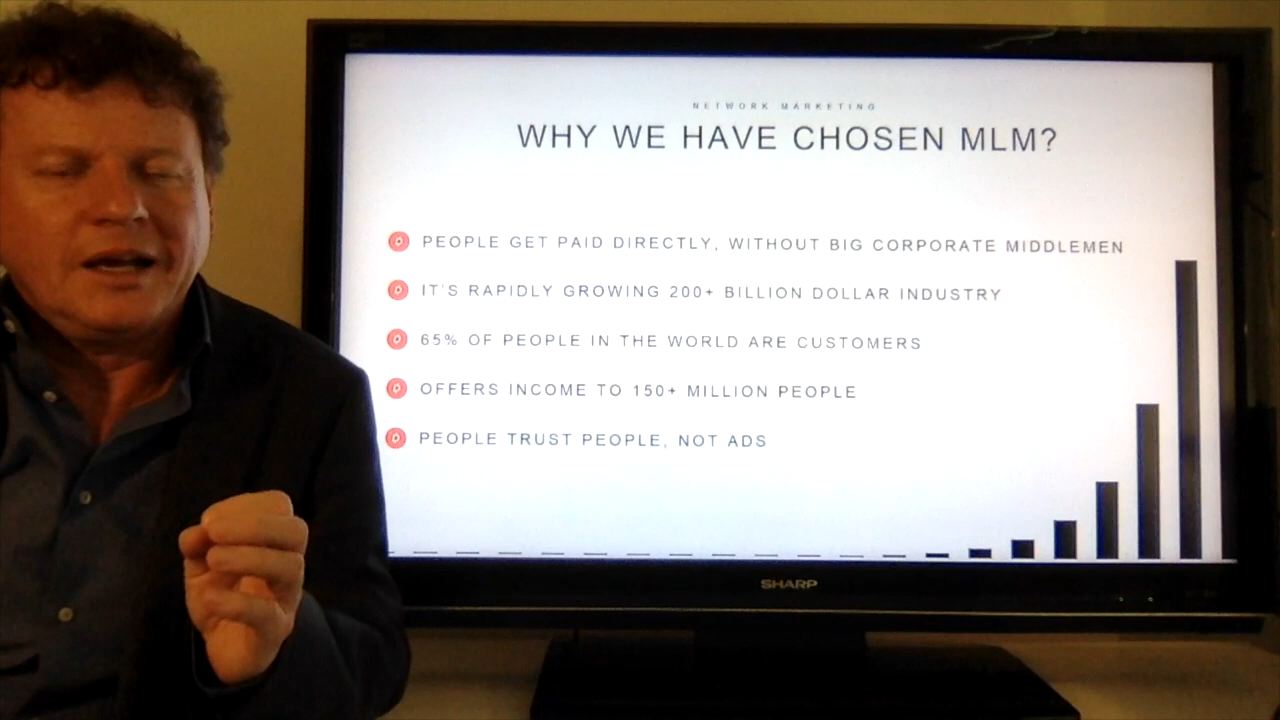 NETWORK MARKETING
WHY WE HAVE CHOSEN MLM?
PEOPLE GET PAID DIRECTLY, WITHOUT BIG CORPORATE MIDDLEMEN
IT'S RAPIDLY GROWING 200+ BILLION DOLLAR INDUSTRY
65% OF PEOPLE IN THE WORLD ARE CUSTOMERS
OFFERS INCOME TO 150+ MILLION PEOPLE
PEOPLE TRUST PEOPLE, NOT ADS
SHARP